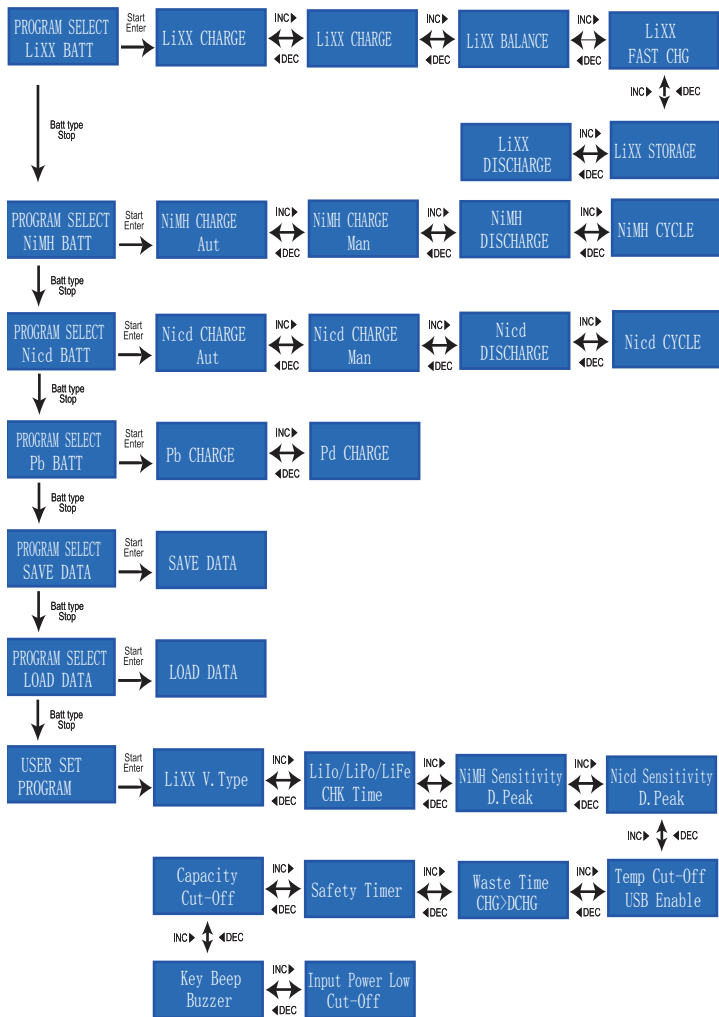 PROGRAM SELECT
LiXX BATT
Start
Enter
LiXX CHARGE
INC▶
◀DEC
LiXX CHARGE
INC▶
◀DEC
LiXX BALANCE
INC▶
◀DEC
LiXX
FAST CHG
INC▶ ◀DEC
Batt type
Stop
LiXX
DISCHARGE
INC▶
◀DEC
LiXX STORAGE
PROGRAM SELECT
NiMH BATT
Start
Enter
NiMH CHARGE
Aut
INC▶
◀DEC
NiMH CHARGE
Man
INC▶
◀DEC
NiMH
DISCHARGE
INC▶
◀DEC
NiMH CYCLE
Batt type
Stop
PROGRAM SELECT
Nicd BATT
Start
Enter
Nicd CHARGE
Aut
INC▶
◀DEC
Nicd CHARGE
Man
INC▶
◀DEC
Nicd
DISCHARGE
INC▶
◀DEC
Nicd CYCLE
Batt type
Stop
PROGRAM SELECT
Pb BATT
Start
Enter
Pb CHARGE
INC▶
◀DEC
Pd CHARGE
Batt type
Stop
PROGRAM SELECT
SAVE DATA
Start
Enter
SAVE DATA
Batt type
Stop
PROGRAM SELECT
LOAD DATA
Start
Enter
LOAD DATA
Batt type
Stop
USER SET
PROGRAM
Start
Enter
LiXX V.Type
INC▶
◀DEC
LiIo/LiPo/LiFe
CHK Time
INC▶
◀DEC
NiMH Sensitivity
D.Peak
INC▶
◀DEC
Nicd Sensitivity
D.Peak
INC▶ ◀DEC
Capacity
Cut-Off
INC▶
◀DEC
Safety Timer
INC▶
◀DEC
Waste Time
CHG>DCHG
INC▶
◀DEC
Temp Cut-Off
USB Enable
INC▶ ◀DEC
Key Beep
Buzzer
INC▶
◀DEC
Input Power Low
Cut-Off